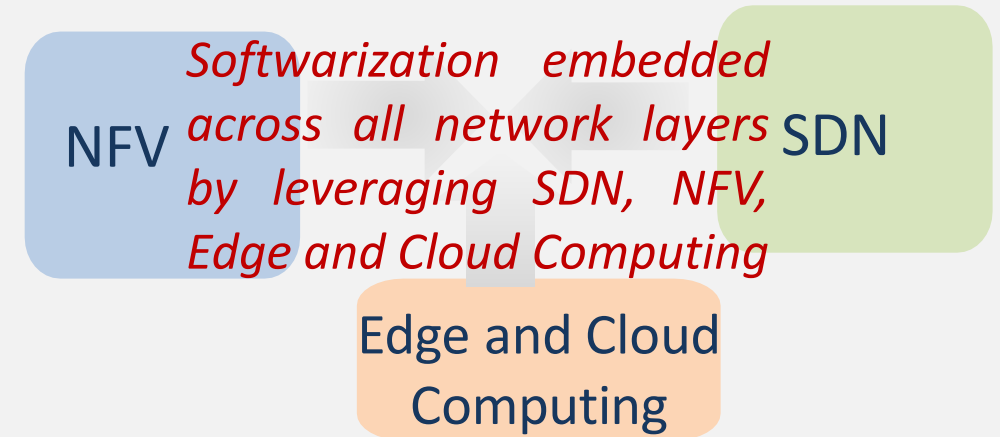 NFV
Softwarization embedded
across all network layers
by leveraging SDN, NFV,
Edge and Cloud Computing
SDN
Edge and Cloud
Computing